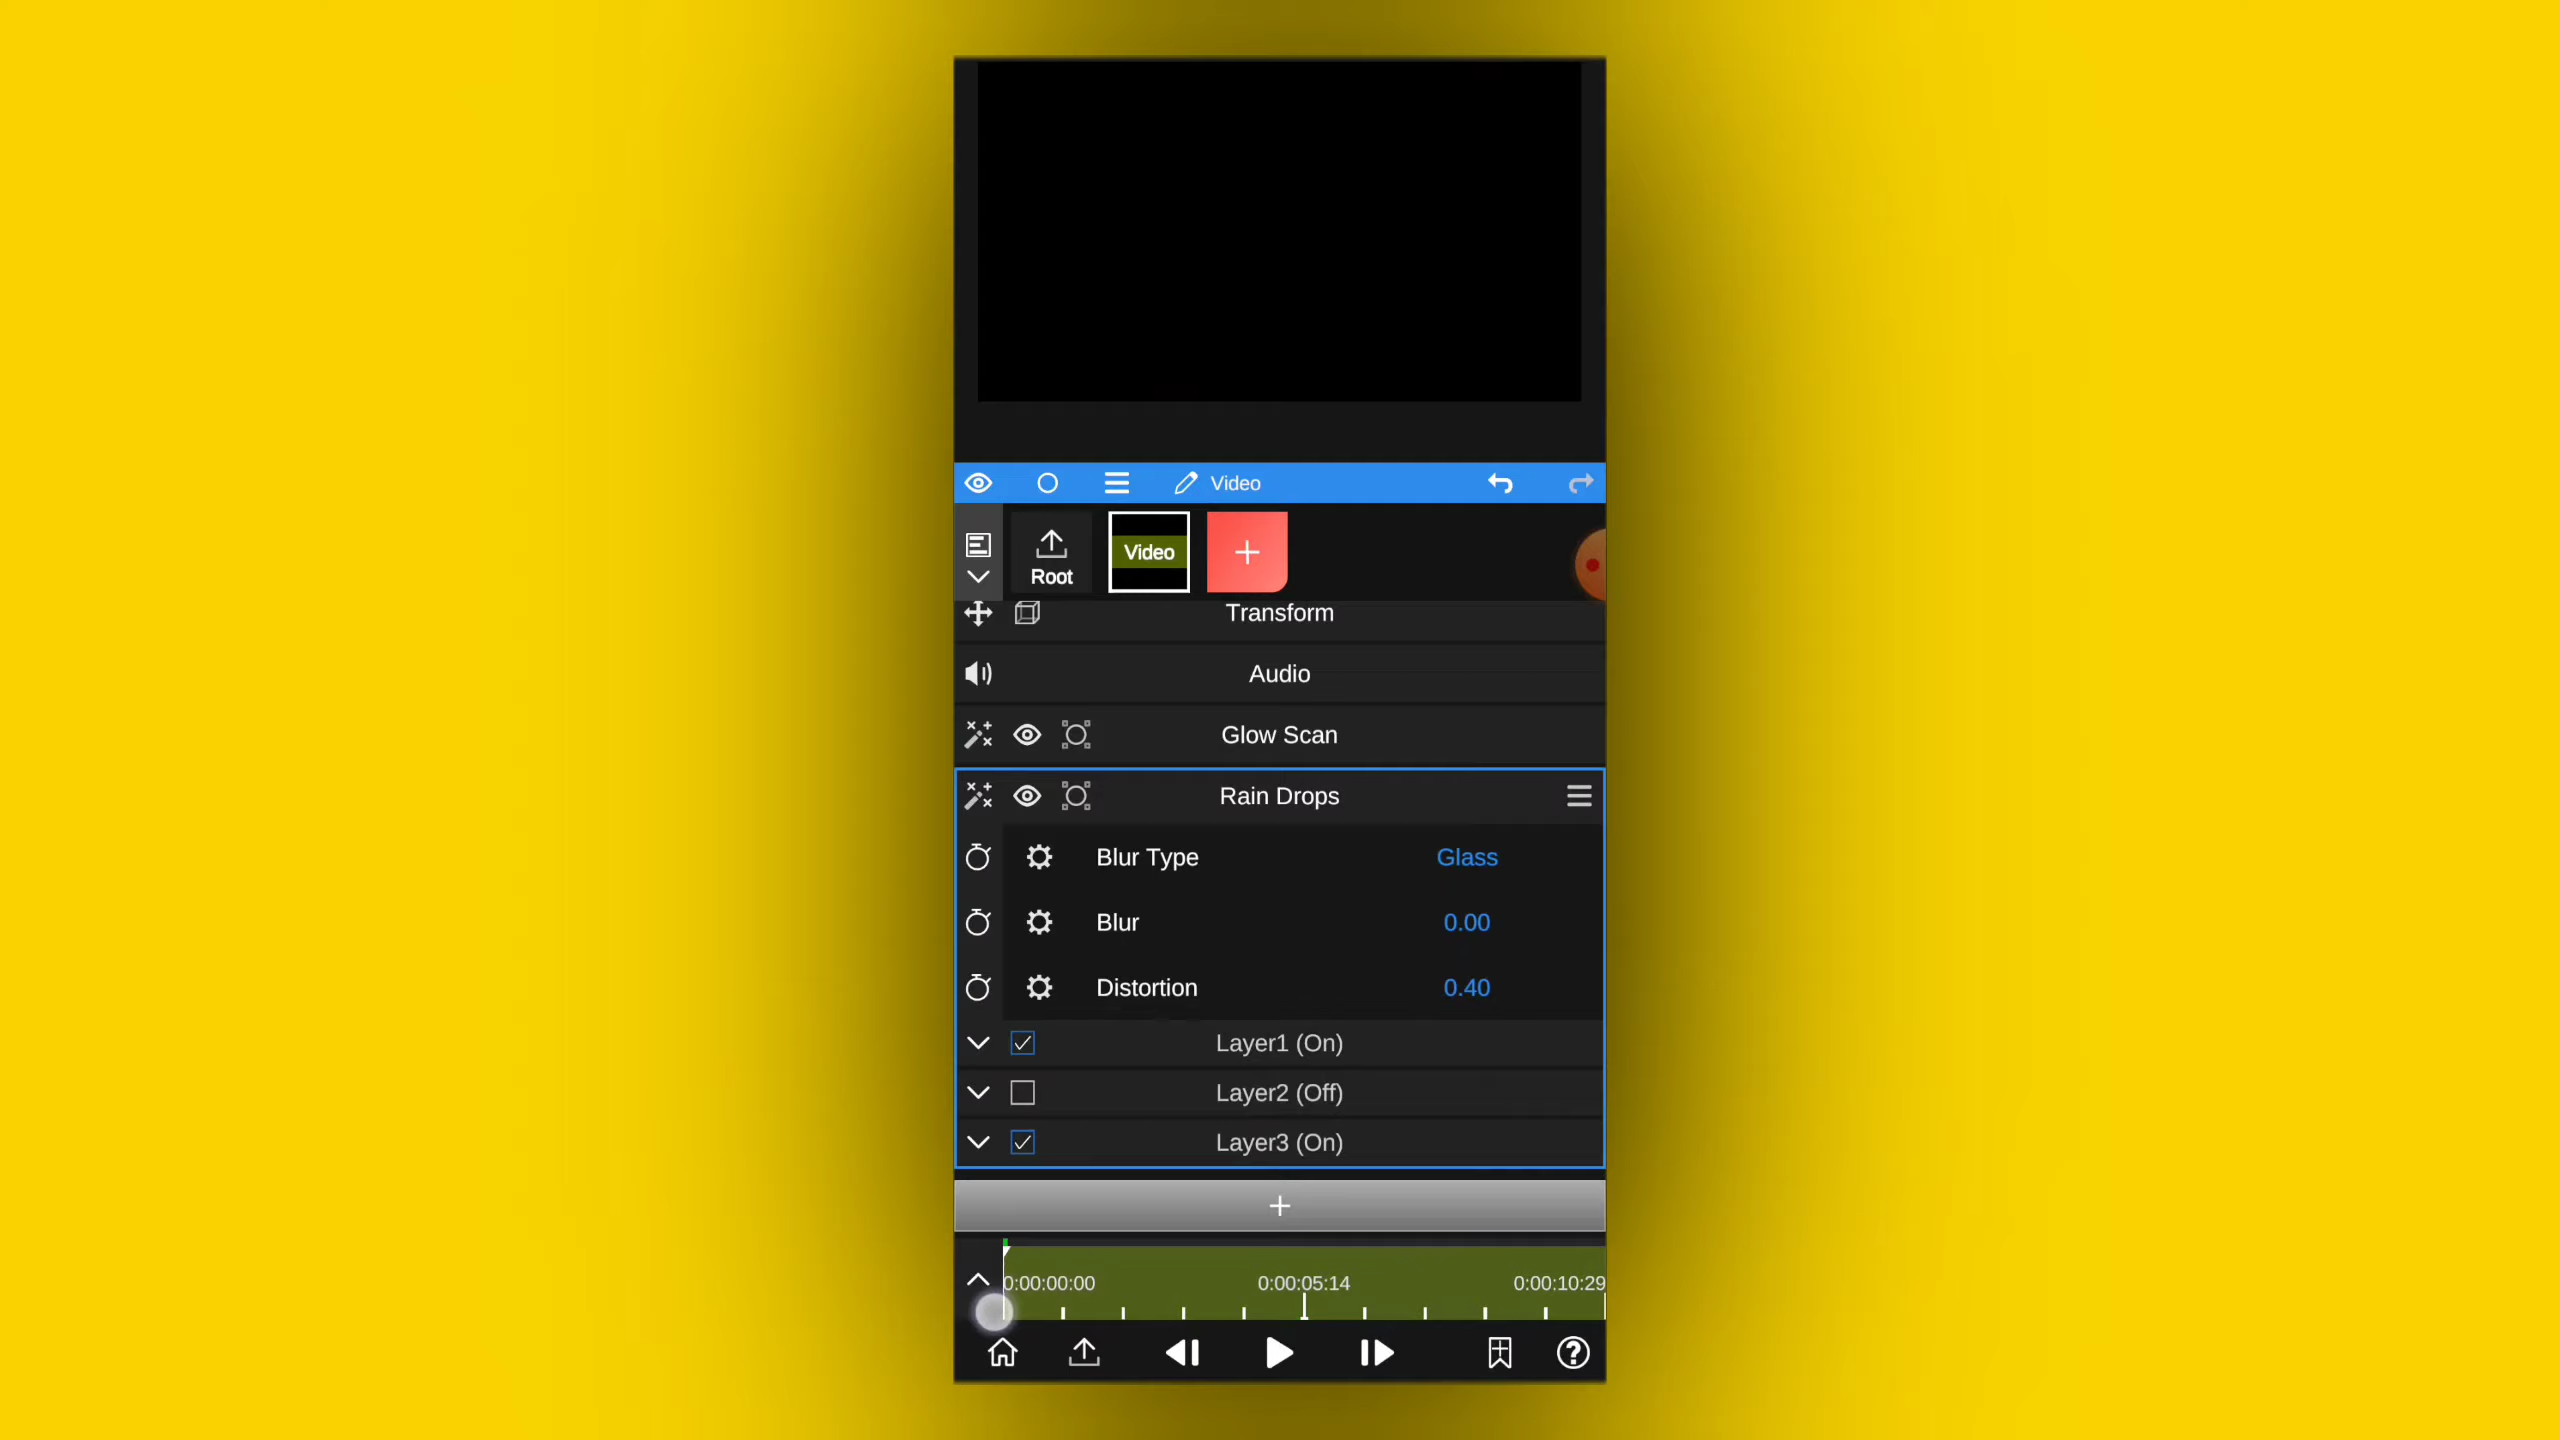 Video
Root
Video
Transform
Audio
Glow Scan
Rain Drops
Blur Type Glass
Blur 0.00
Distortion 0.40
Layer1 (On)
Layer2 (Off)
Layer3 (On)
0:00:00:00 0:00:05:14 0:00:10:29